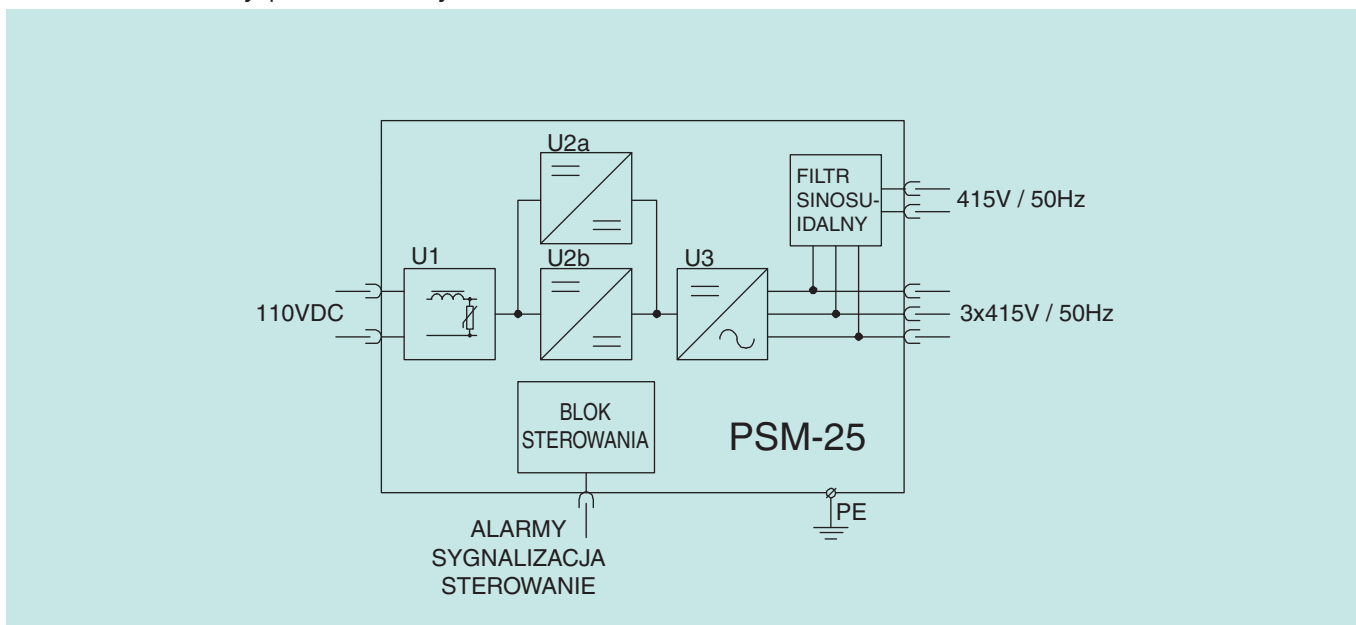 U2a
FILTR
SINOSU-
IDALNY
415V / 50Hz
U1
U2b
U3
110VDC
3x415V / 50Hz
BLOK
STEROWANIA
PSM-25
PE
ALARMY
SYGNALIZACJA
STEROWANIE